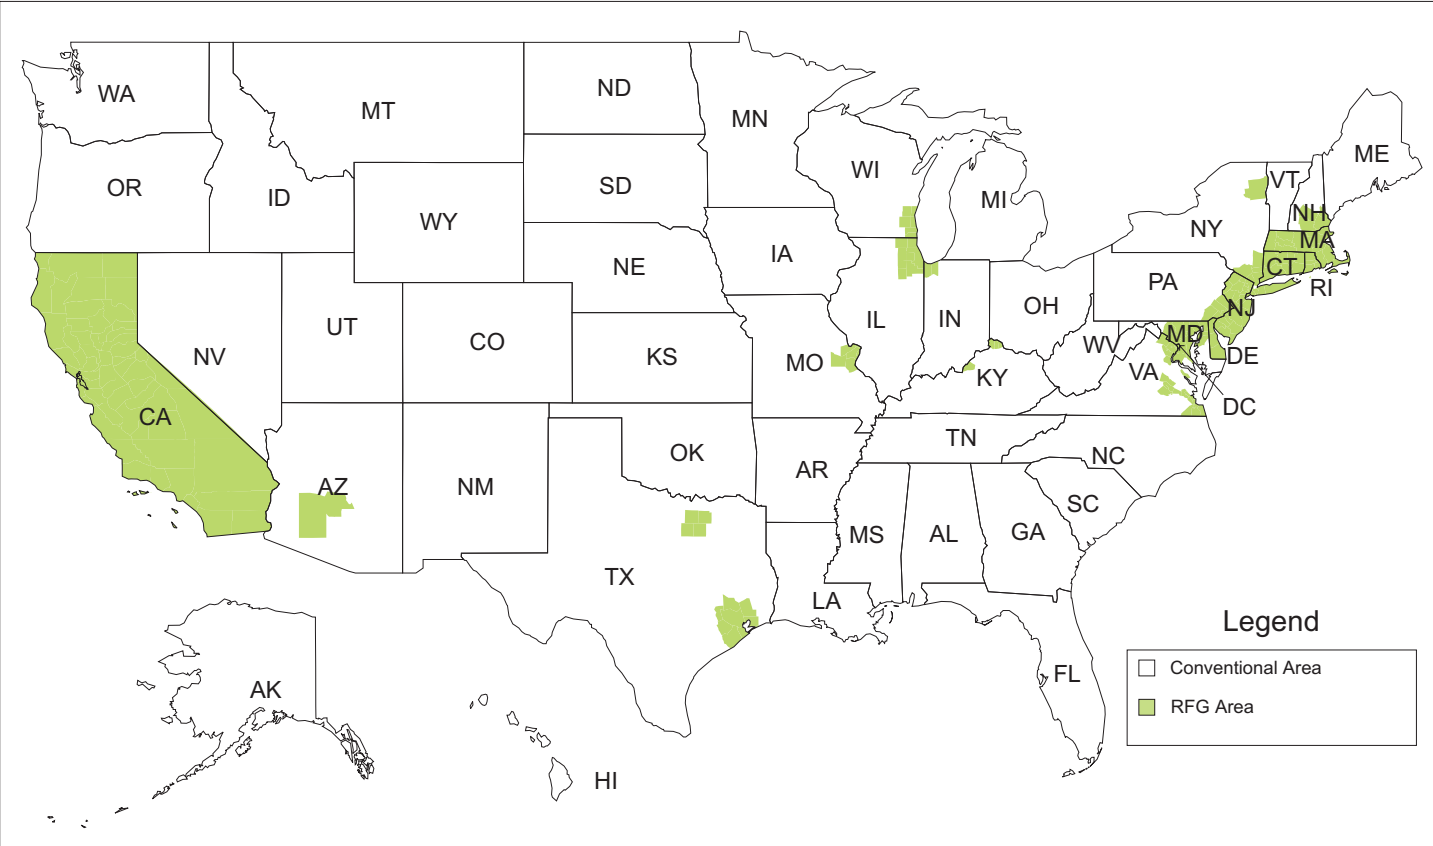 WA
MT
ND
MN
ME
OR
ID
SD
WI
MI
VT
NH
WY
NY
MA
NE
IA
CT
RI
PA
UT
CO
IL
IN
OH
NJ
NV
KS
MO
WV
MD
DE
KY
VA
CA
DC
TN
OK
NC
AZ
NM
AR
SC
MS
AL
GA
TX
LA
Legend
FL
Conventional Area
AK
RFG Area
HI